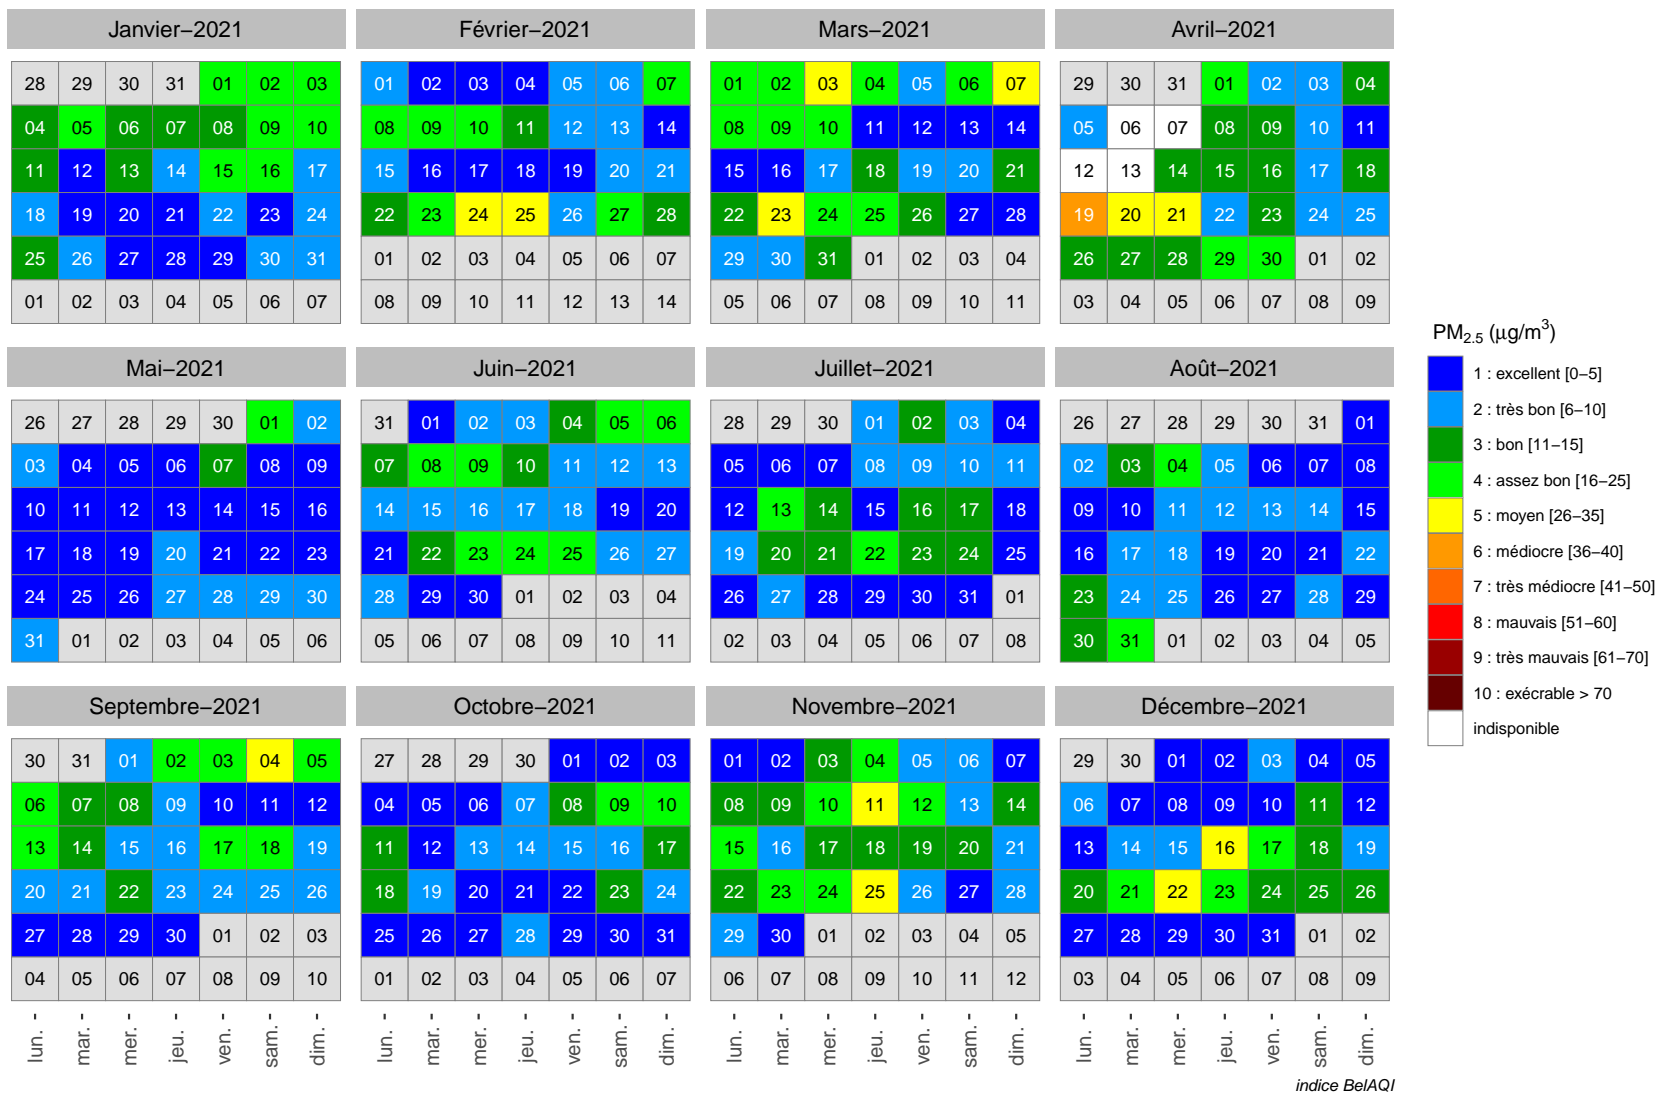 Janvier−2021 Février−2021 Mars−2021 Avril−2021
28 29 30 31 01 02 03 01 02 03 04 05 06 07 01 02 03 04 05 06 07 29 30 31 01 02 03 04
04 05 06 07 08 09 10 08 09 10 11 12 13 14 08 09 10 11 12 13 14 05 06 07 08 09 10 11
11 12 13 14 15 16 17 15 16 17 18 19 20 21 15 16 17 18 19 20 21 12 13 14 15 16 17 18
18 19 20 21 22 23 24 22 23 24 25 26 27 28 22 23 24 25 26 27 28 19 20 21 22 23 24 25
25 26 27 28 29 30 31 01 02 03 04 05 06 07 29 30 31 01 02 03 04 26 27 28 29 30 01 02
01 02 03 04 05 06 07 08 09 10 11 12 13 14 05 06 07 08 09 10 11 03 04 05 06 07 08 09
Mai−2021 Juin−2021 Juillet−2021 Août−2021
26 27 28 29 30 01 02 31 01 02 03 04 05 06 28 29 30 01 02 03 04 26 27 28 29 30 31 01
03 04 05 06 07 08 09 07 08 09 10 11 12 13 05 06 07 08 09 10 11 02 03 04 05 06 07 08
10 11 12 13 14 15 16 14 15 16 17 18 19 20 12 13 14 15 16 17 18 09 10 11 12 13 14 15
17 18 19 20 21 22 23 21 22 23 24 25 26 27 19 20 21 22 23 24 25 16 17 18 19 20 21 22
24 25 26 27 28 29 30 28 29 30 01 02 03 04 26 27 28 29 30 31 01 23 24 25 26 27 28 29
31 01 02 03 04 05 06 05 06 07 08 09 10 11 02 03 04 05 06 07 08 30 31 01 02 03 04 05
Septembre−2021 Octobre−2021 Novembre−2021 Décembre−2021
30 31 01 02 03 04 05 27 28 29 30 01 02 03 01 02 03 04 05 06 07 29 30 01 02 03 04 05
06 07 08 09 10 11 12 04 05 06 07 08 09 10 08 09 10 11 12 13 14 06 07 08 09 10 11 12
13 14 15 16 17 18 19 11 12 13 14 15 16 17 15 16 17 18 19 20 21 13 14 15 16 17 18 19
20 21 22 23 24 25 26 18 19 20 21 22 23 24 22 23 24 25 26 27 28 20 21 22 23 24 25 26
27 28 29 30 01 02 03 25 26 27 28 29 30 31 29 30 01 02 03 04 05 27 28 29 30 31 01 02
04 05 06 07 08 09 10 01 02 03 04 05 06 07 06 07 08 09 10 11 12 03 04 05 06 07 08 09
lun. mar. mer. jeu. ven. sam. dim. lun. mar. mer. jeu. ven. sam. dim. lun. mar. mer. jeu. ven. sam. dim. lun. mar. mer. jeu. ven. sam. dim.
indice BelAQI
PM2.5 (μg/m³)
1 : excellent [0−5]
2 : très bon [6−10]
3 : bon [11−15]
4 : assez bon [16−25]
5 : moyen [26−35]
6 : médiocre [36−40]
7 : très médiocre [41−50]
8 : mauvais [51−60]
9 : très mauvais [61−70]
10 : exécrable > 70
indisponible